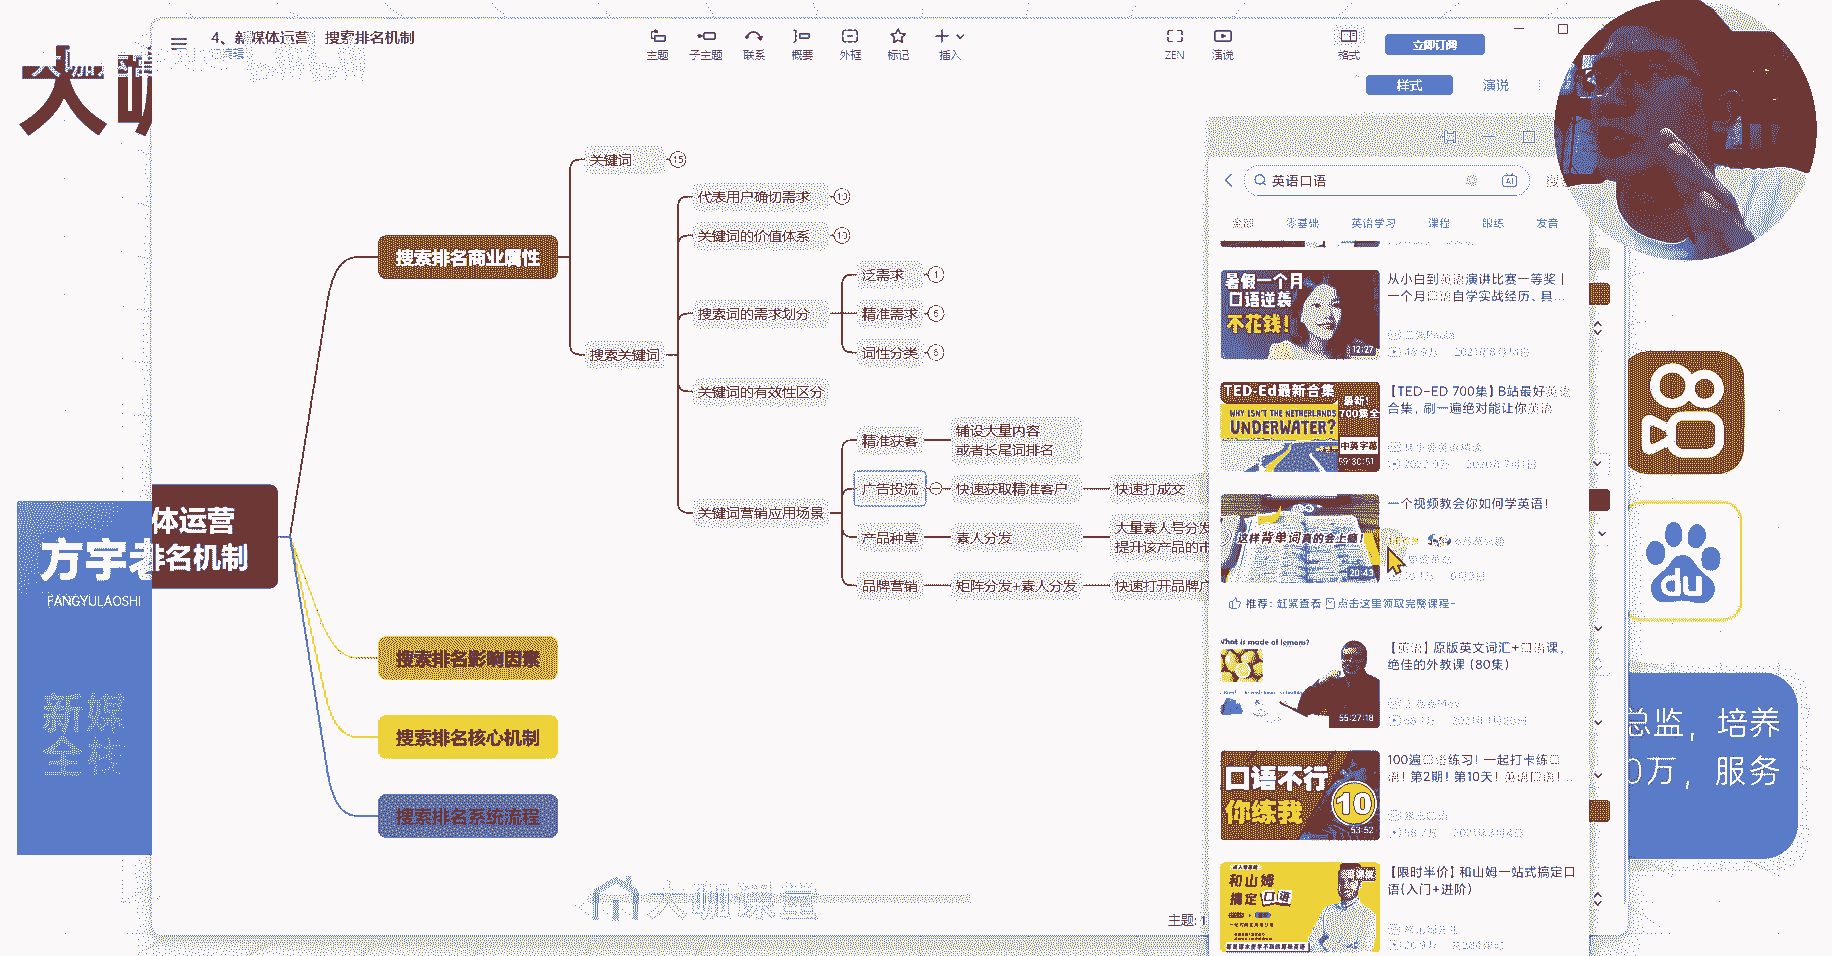 4、新媒体运营 搜索排名机制
已编辑
主题
子主题
联系
概要
外框
标记
插入
ZEN
演说
格式
立即订阅
样式
演说
大咖
关键词
15
代表用户确切需求
10
关键词的价值体系
10
搜索排名商业属性
泛需求
1
搜索词的需求划分
精准需求
6
词性分类
6
搜索关键词
关键词的有效性区分
精准获客
铺设大量内容
或者长尾词排名
广告投流
快速获取精准客户
快速打成交
关键词营销应用场景
产品种草
素人分发
大量素人号分发
提升该产品的市
品牌营销
矩阵分发+素人分发
快速打开品牌
体运营
排名机制
方宇老
FANGYULAOSHI
新媒
全栈
搜索排名影响因素
搜索排名核心机制
搜索排名系统流程
大咖课堂
主题:
英语口语
AI
全部
零基础
英语学习
课程
跟练
发音
暑假一个月
口语逆袭
不花钱!
12:27
从小白到英语演讲比赛一等奖|
一个月口语自学实战经历、具...
TED-Ed最新合集
WHY ISN'T THE NETHERLANDS
UNDERWATER?
最新!
700集全
中英字幕
59:30:51
【TED-ED 700集】B站最好英语
合集，刷一遍绝对能让你英语
这样背单词真的会上瘾!
20:43
一个视频教会你如何学英语!
推荐: 赶紧查看 点击这里领取完整课程~
What is made of lemons?
55:27:18
【英语】原版英文词汇+口语课，
绝佳的外教课 (80集)
口语不行
你练我
10
53:52
100遍口语练习! 一起打卡练口
语! 第2期! 第10天! 英语口语!...
和山姆
搞定口语
【限时半价】和山姆一站式搞定口
语(入门+进阶)
du
总监，培养
0万，服务